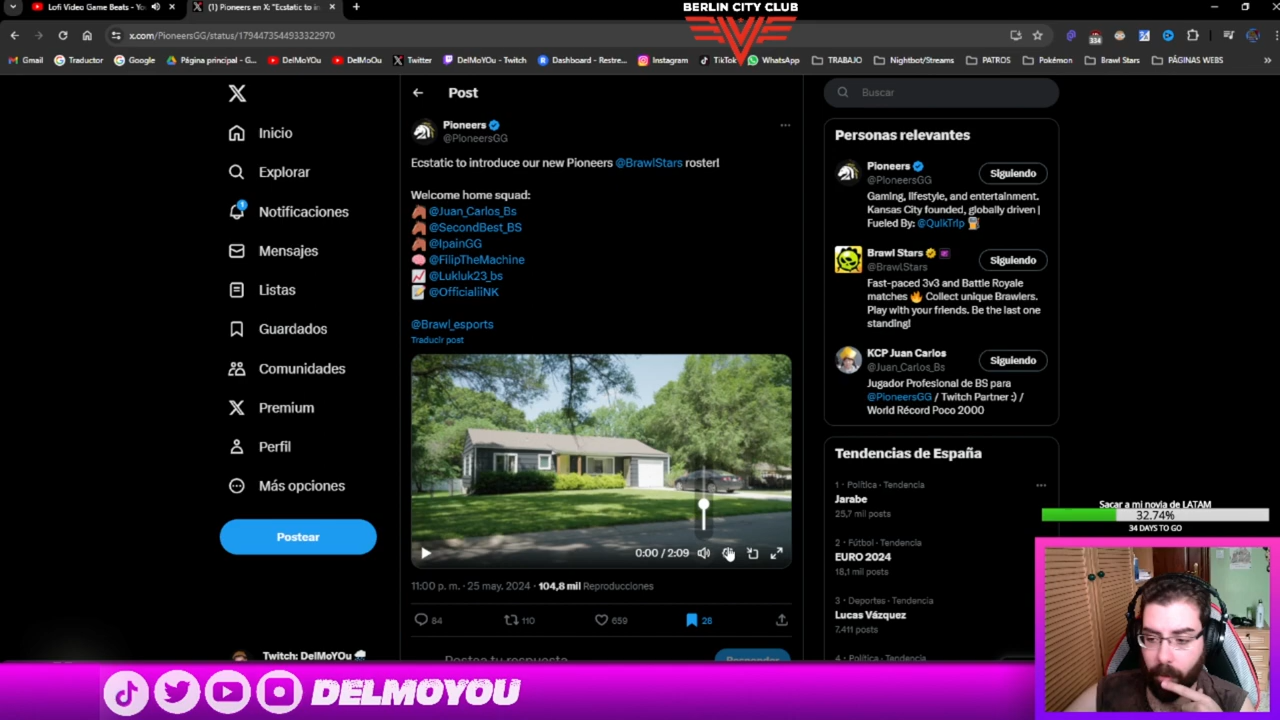 Lofi Video Game Beats - Yo
(1) Pioneers en X: "Ecstatic to in
BERLIN CITY CLUB
x.com/PioneersGG/status/1794473544933322970
334
Gmail
Traductor
Google
Página principal - G...
DelMoYOu
DelMoOu
Twitter
DelMoYOu - Twitch
Dashboard - Restre...
Instagram
TikTok
WhatsApp
TRABAJO
Nightbot/Streams
PATROS
Pokémon
Brawl Stars
PÁGINAS WEBS
Inicio
Explorar
1
Notificaciones
Mensajes
Listas
Guardados
Comunidades
Premium
Perfil
Más opciones
Postear
Twitch: DelMoYOu
Post
Pioneers
@PioneersGG
Ecstatic to introduce our new Pioneers @BrawlStars roster!
Welcome home squad:
@Juan_Carlos_Bs
@SecondBest_BS
@IpainGG
@FilipTheMachine
@Lukluk23_bs
@OfficialiiNK
@Brawl_esports
Traducir post
0:00 / 2:09
11:00 p. m. · 25 may. 2024 · 104,8 mil Reproducciones
84
110
659
28
Postea tu respuesta
Responder
Buscar
Personas relevantes
Pioneers
@PioneersGG
Siguiendo
Gaming, lifestyle, and entertainment.
Kansas City founded, globally driven |
Fueled By: @QuikTrip
Brawl Stars
@BrawlStars
Siguiendo
Fast-paced 3v3 and Battle Royale
matches 🔥 Collect unique Brawlers.
Play with your friends. Be the last one
standing!
KCP Juan Carlos
@Juan_Carlos_Bs
Siguiendo
Jugador Profesional de BS para
@PioneersGG / Twitch Partner :) /
World Récord Poco 2000
Tendencias de España
1 · Política · Tendencia
Jarabe
25,7 mil posts
2 · Fútbol · Tendencia
EURO 2024
18,1 mil posts
3 · Deportes · Tendencia
Lucas Vázquez
7.411 posts
4 · Política · Tendencia
Sacar a mi novia de LATAM
32.74%
34 DAYS TO GO
DELMOYOU